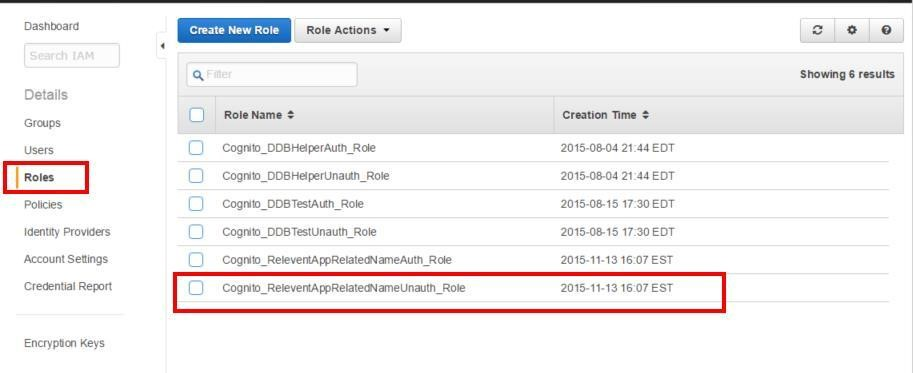 Dashboard
Search IAM
Details
Groups
Users
Roles
Policies
Identity Providers
Account Settings
Credential Report
Encryption Keys
Create New Role
Role Actions
Filter
Showing 6 results
Role Name
Creation Time
Cognito_DDBHelperAuth_Role
2015-08-04 21:44 EDT
Cognito_DDBHelperUnauth_Role
2015-08-04 21:44 EDT
Cognito_DDBTestAuth_Role
2015-08-15 17:30 EDT
Cognito_DDBTestUnauth_Role
2015-08-15 17:30 EDT
Cognito_ReleventAppRelatedNameAuth_Role
2015-11-13 16:07 EST
Cognito_ReleventAppRelatedNameUnauth_Role
2015-11-13 16:07 EST